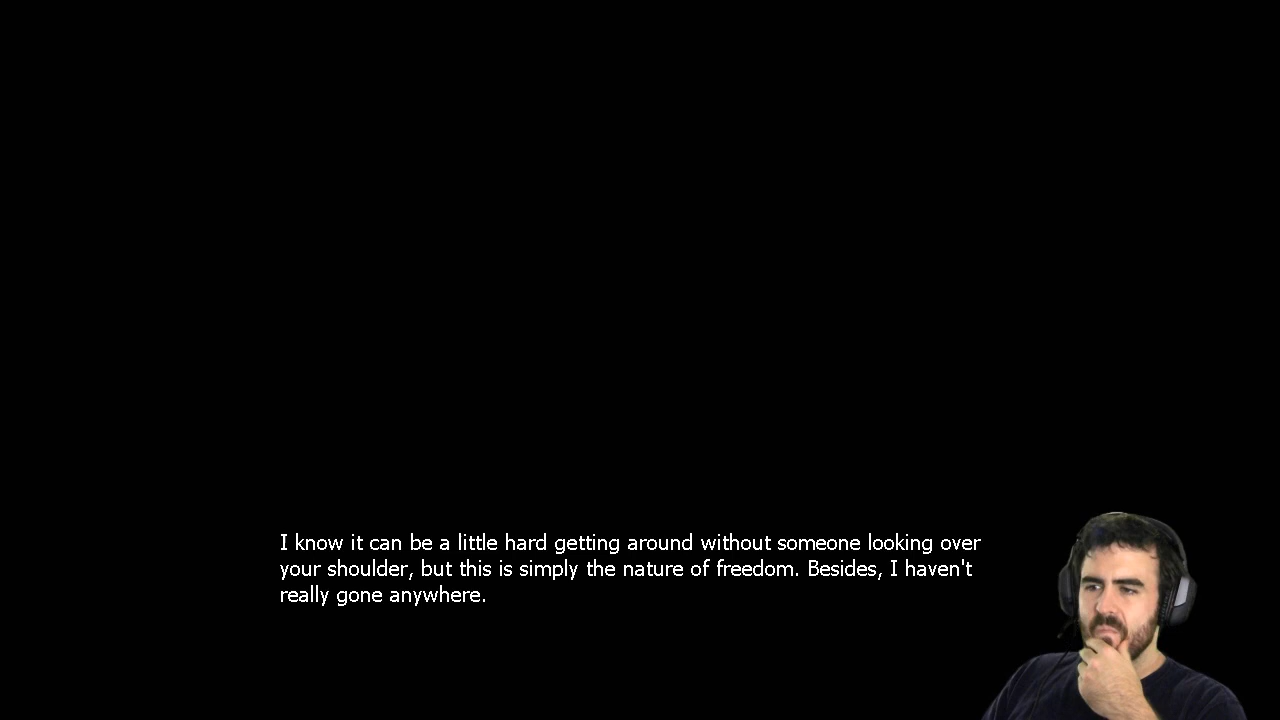 I know it can be a little hard getting around without someone looking over
your shoulder, but this is simply the nature of freedom. Besides, I haven't
really gone anywhere.